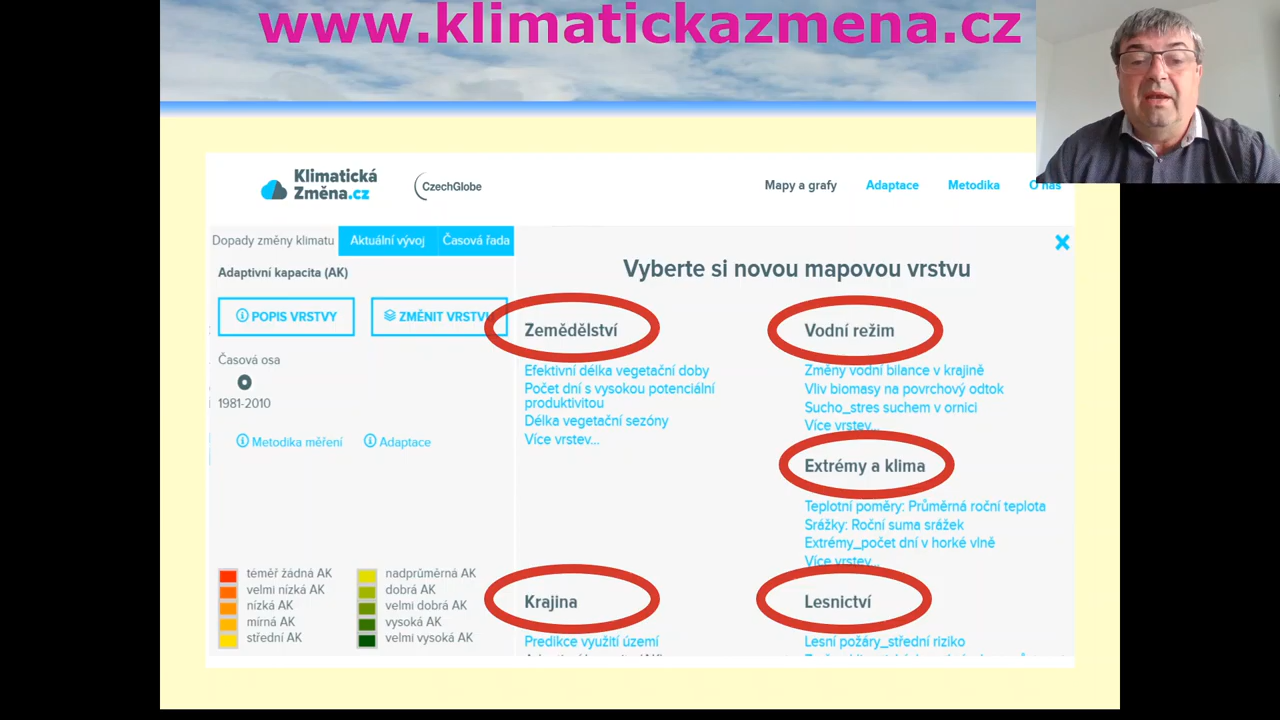 www.klimatickazmena.cz
Klimatická
Změna.cz
CzechGlobe
Mapy a grafy
Adaptace
Metodika
O nás
Dopady změny klimatu
Aktuální vývoj
Časová řada
Adaptivní kapacita (AK)
POPIS VRSTVY
ZMĚNIT VRSTVU
Časová osa
1981-2010
Metodika měření
Adaptace
téměř žádná AK
velmi nízká AK
nízká AK
mírná AK
střední AK
nadprůměrná AK
dobrá AK
velmi dobrá AK
vysoká AK
velmi vysoká AK
Vyberte si novou mapovou vrstvu
Zemědělství
Efektivní délka vegetační doby
Počet dní s vysokou potenciální
produktivitou
Délka vegetační sezóny
Více vrstev...
Vodní režim
Změny vodní bilance v krajině
Vliv biomasy na povrchový odtok
Sucho_stres suchem v ornici
Více vrstev...
Extrémy a klima
Teplotní poměry: Průměrná roční teplota
Srážky: Roční suma srážek
Extrémy_počet dní v horké vlně
Více vrstev...
Krajina
Predikce využití území
Lesnictví
Lesní požáry_střední riziko